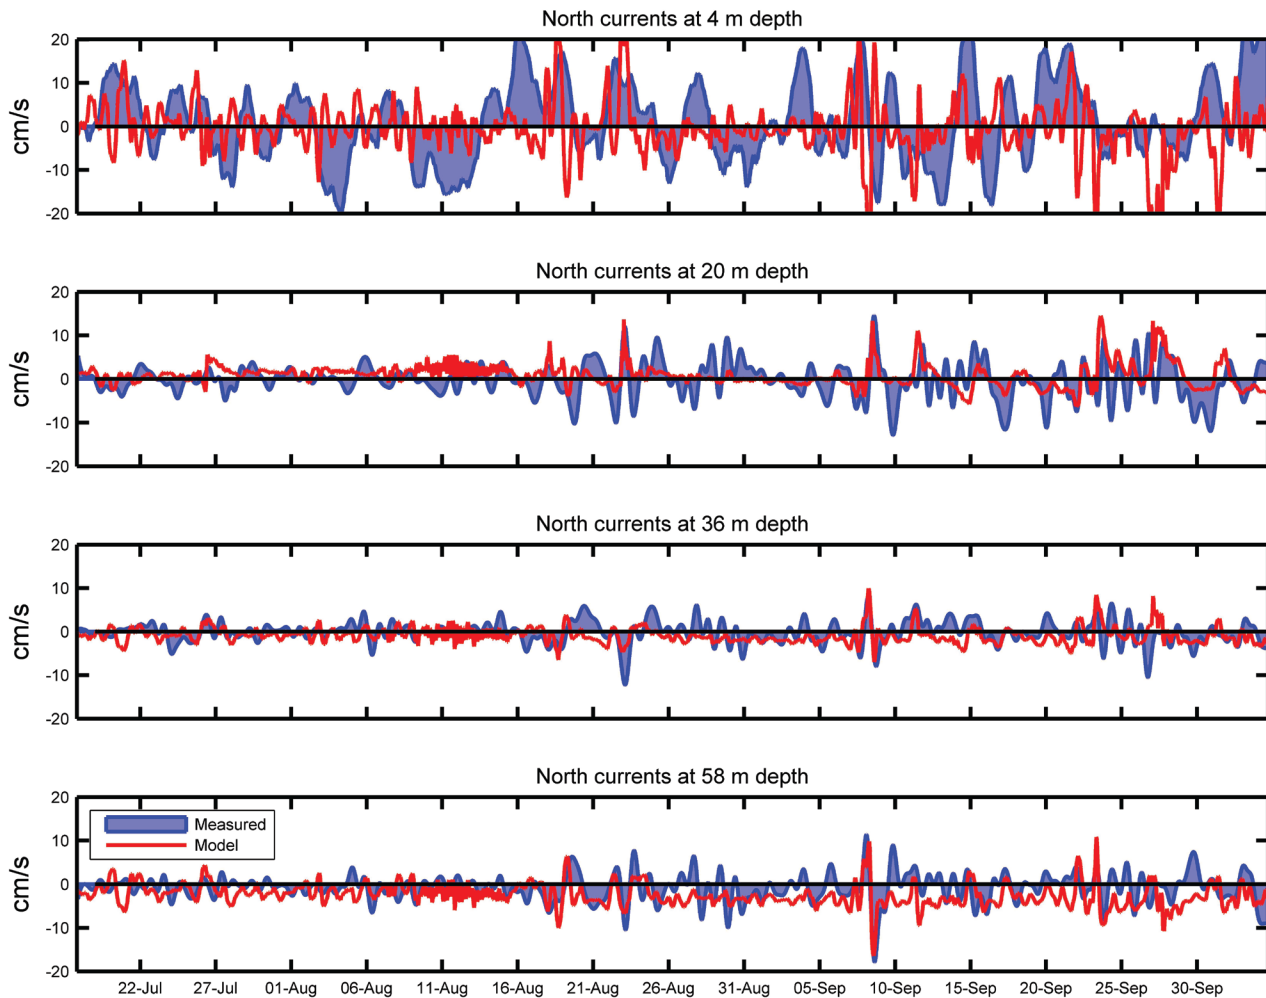 North currents at 4 m depth
20
10
0
-10
-20
cm/s
North currents at 20 m depth
20
10
0
-10
-20
cm/s
North currents at 36 m depth
20
10
0
-10
-20
cm/s
North currents at 58 m depth
20
10
0
-10
-20
cm/s
Measured
Model
22-Jul 27-Jul 01-Aug 06-Aug 11-Aug 16-Aug 21-Aug 26-Aug 31-Aug 05-Sep 10-Sep 15-Sep 20-Sep 25-Sep 30-Sep